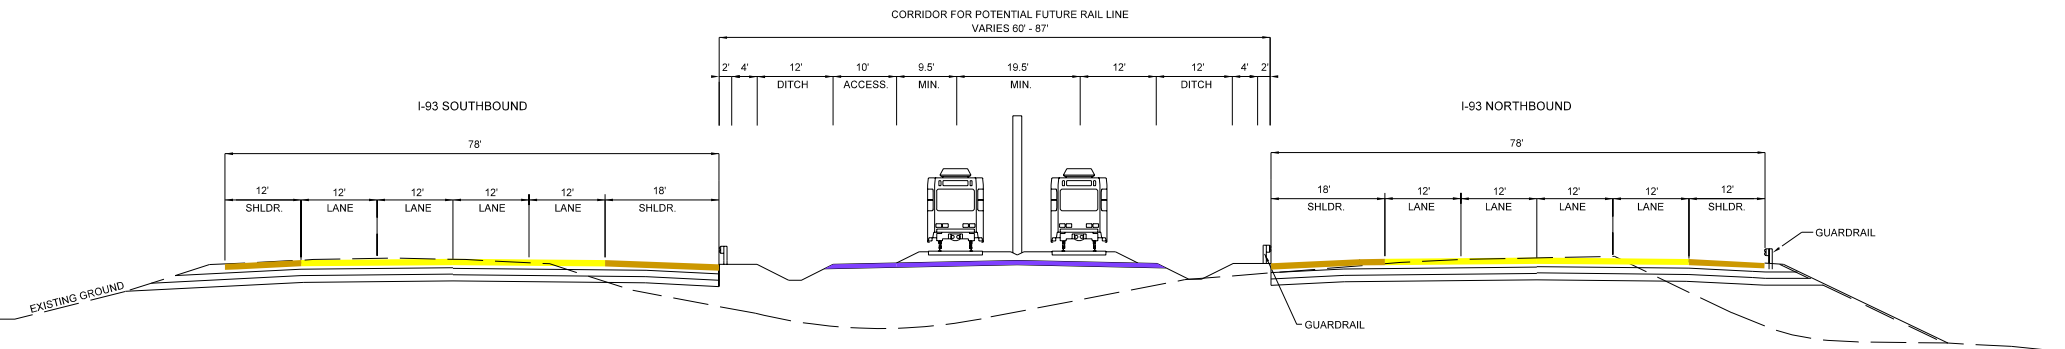 CORRIDOR FOR POTENTIAL FUTURE RAIL LINE
VARIES 60' - 87'
2' 4' 12' 10' 9.5' 19.5' 12' 12' 4' 2'
DITCH ACCESS. MIN. MIN. DITCH
I-93 SOUTHBOUND I-93 NORTHBOUND
78' 78'
12' 12' 12' 12' 12' 18' 18' 12' 12' 12' 12' 12'
SHLDR. LANE LANE LANE LANE SHLDR. SHLDR. LANE LANE LANE LANE SHLDR.
GUARDRAIL
EXISTING GROUND
GUARDRAIL